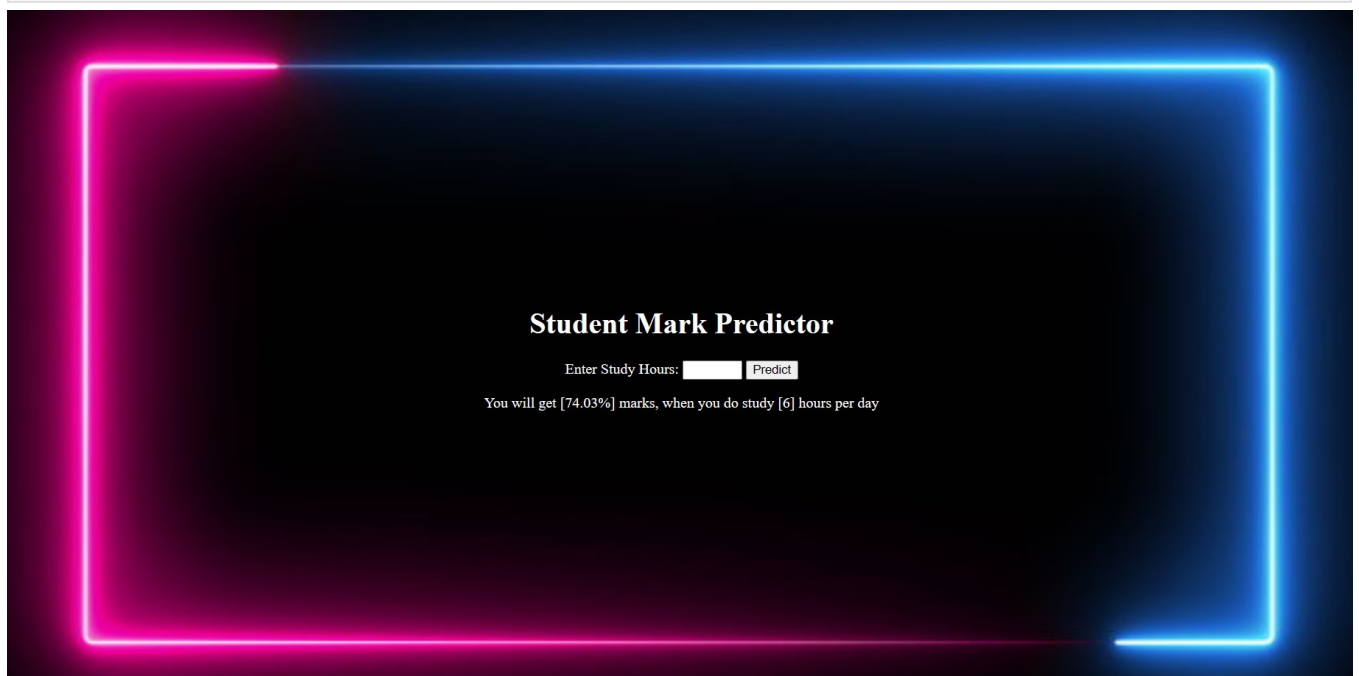 Student Mark Predictor
Enter Study Hours: Predict
You will get [74.03%] marks, when you do study [6] hours per day